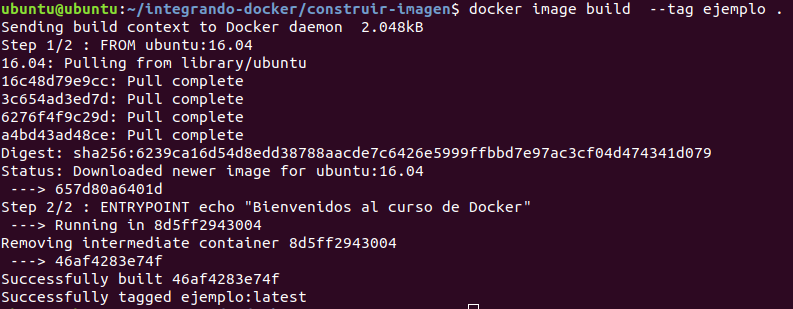 ubuntu@ubuntu:~/integrando-docker/construir-imagen$ docker image build  --tag ejemplo .
Sending build context to Docker daemon  2.048kB
Step 1/2 : FROM ubuntu:16.04
16.04: Pulling from library/ubuntu
16c48d79e9cc: Pull complete
3c654ad3ed7d: Pull complete
6276f4f9c29d: Pull complete
a4bd43ad48ce: Pull complete
Digest: sha256:6239ca16d54d8edd38788aacde7c6426e5999ffbbd7e97ac3cf04d474341d079
Status: Downloaded newer image for ubuntu:16.04
 ---> 657d80a6401d
Step 2/2 : ENTRYPOINT echo "Bienvenidos al curso de Docker"
 ---> Running in 8d5ff2943004
Removing intermediate container 8d5ff2943004
 ---> 46af4283e74f
Successfully built 46af4283e74f
Successfully tagged ejemplo:latest